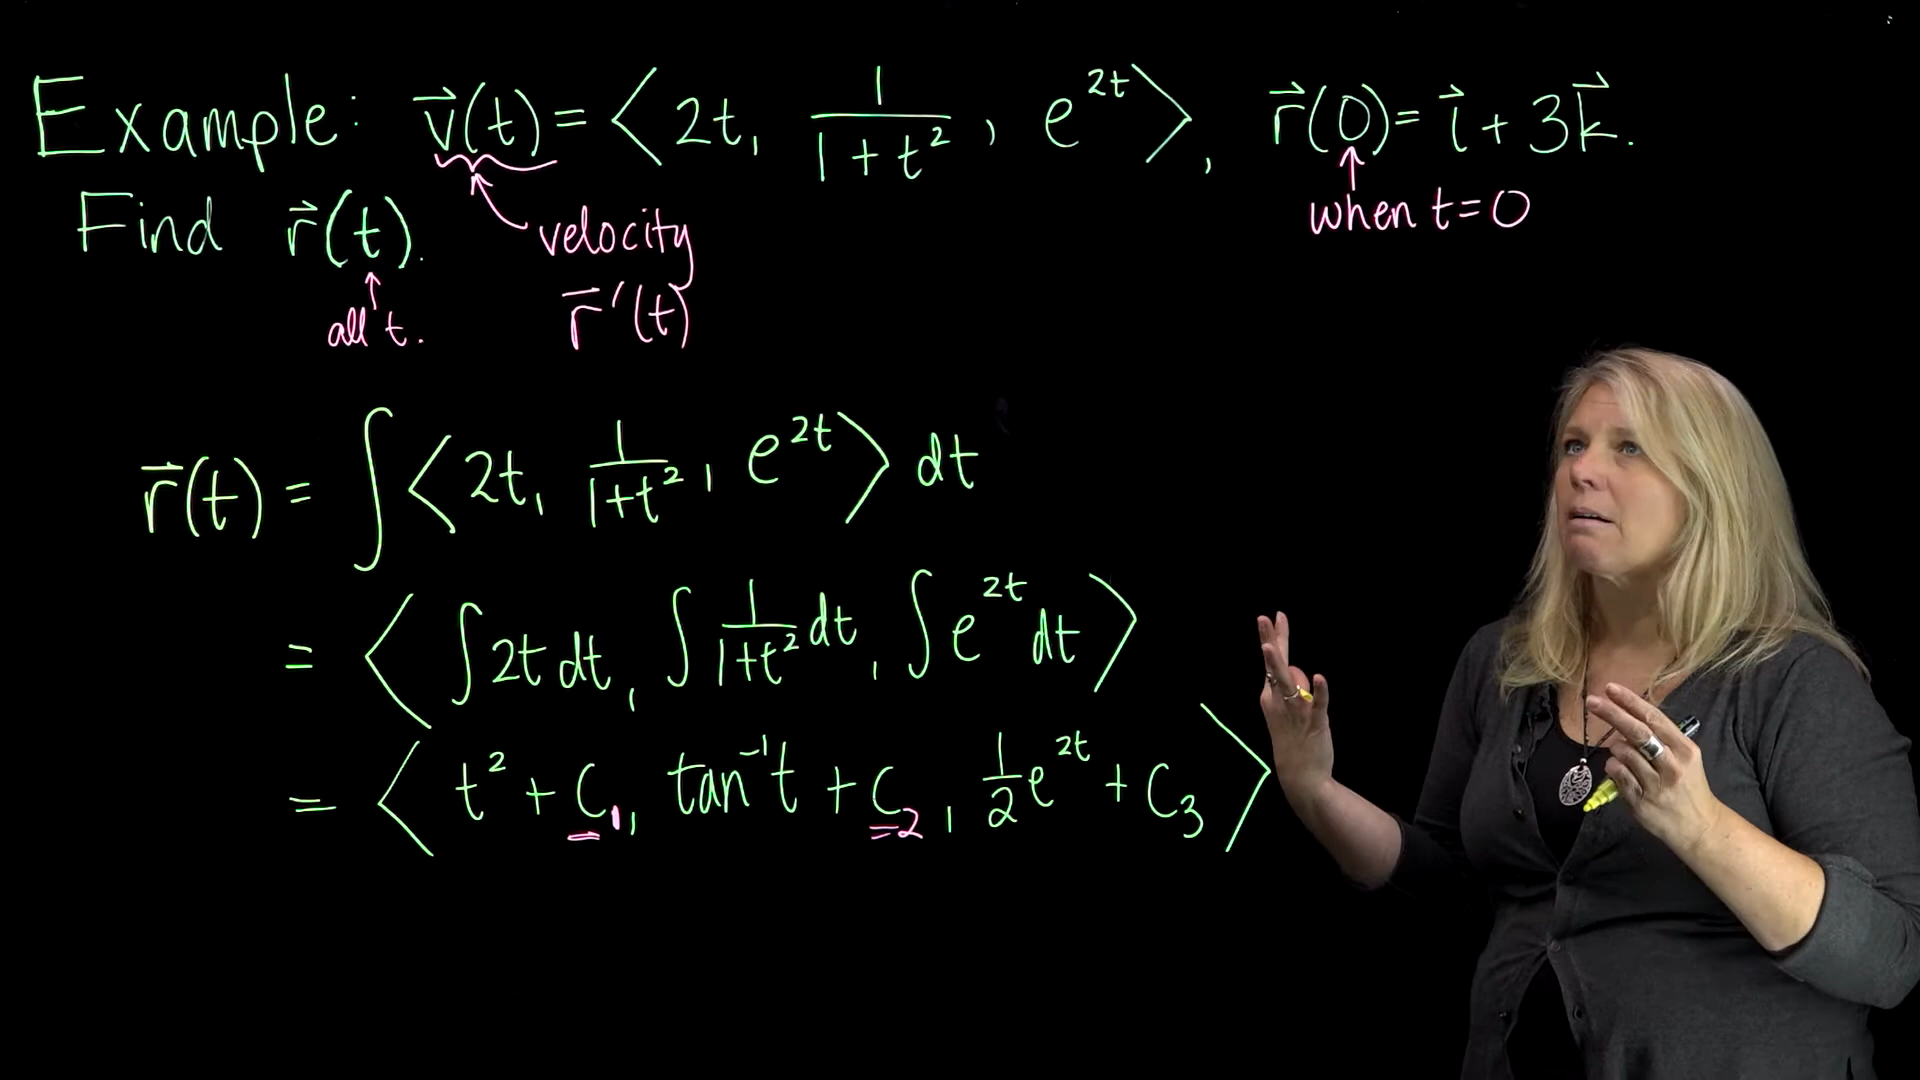 Example: v⃗(t) = ⟨2t, 1/(1+t²), e^{2t}⟩, r⃗(0) = i⃗ + 3k⃗.
when t=0
Find r⃗(t).
velocity
r⃗'(t)
all t.
r⃗(t) = ∫⟨2t, 1/(1+t²), e^{2t}⟩ dt
= ⟨∫2t dt, ∫1/(1+t²) dt, ∫e^{2t} dt⟩
= ⟨t² + C₁, tan⁻¹t + C₂, ½e^{2t} + C₃⟩